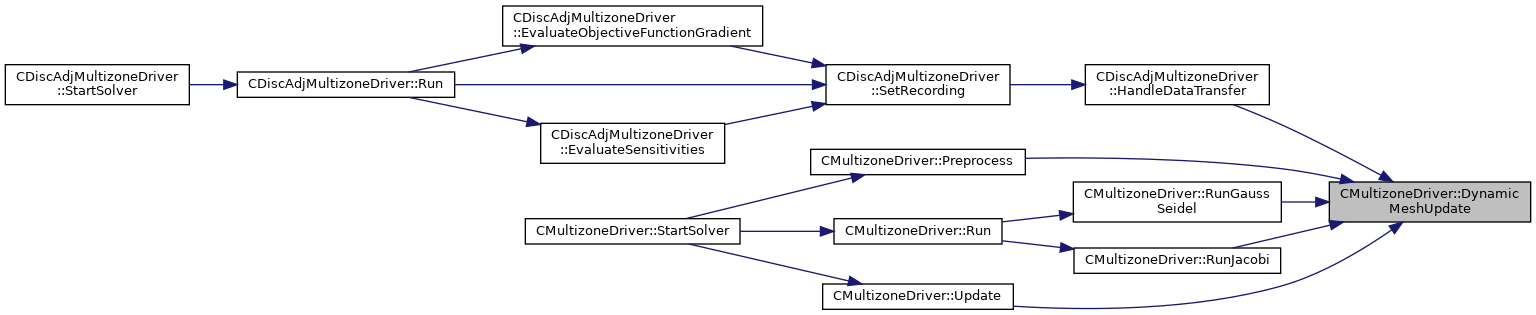 CDiscAdjMultizoneDriver
::StartSolver
CDiscAdjMultizoneDriver::Run
CDiscAdjMultizoneDriver
::EvaluateObjectiveFunctionGradient
CDiscAdjMultizoneDriver
::EvaluateSensitivities
CDiscAdjMultizoneDriver
::SetRecording
CDiscAdjMultizoneDriver
::HandleDataTransfer
CMultizoneDriver::StartSolver
CMultizoneDriver::Preprocess
CMultizoneDriver::Run
CMultizoneDriver::Update
CMultizoneDriver::RunGauss
Seidel
CMultizoneDriver::RunJacobi
CMultizoneDriver::Dynamic
MeshUpdate